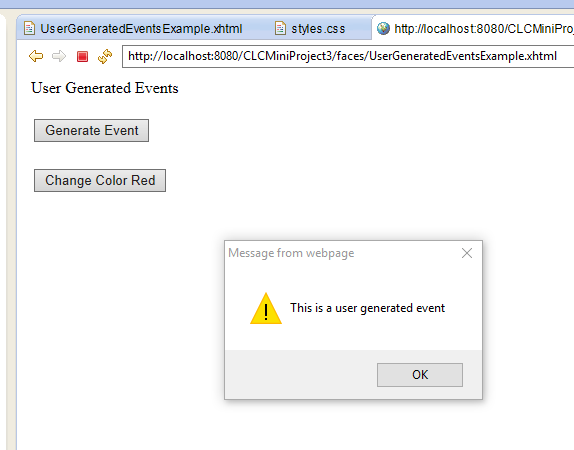 UserGeneratedEventsExample.xhtml styles.css http://localhost:8080/CLCMiniProj
http://localhost:8080/CLCMiniProject3/faces/UserGeneratedEventsExample.xhtml
User Generated Events
Generate Event
Change Color Red
Message from webpage
This is a user generated event
OK